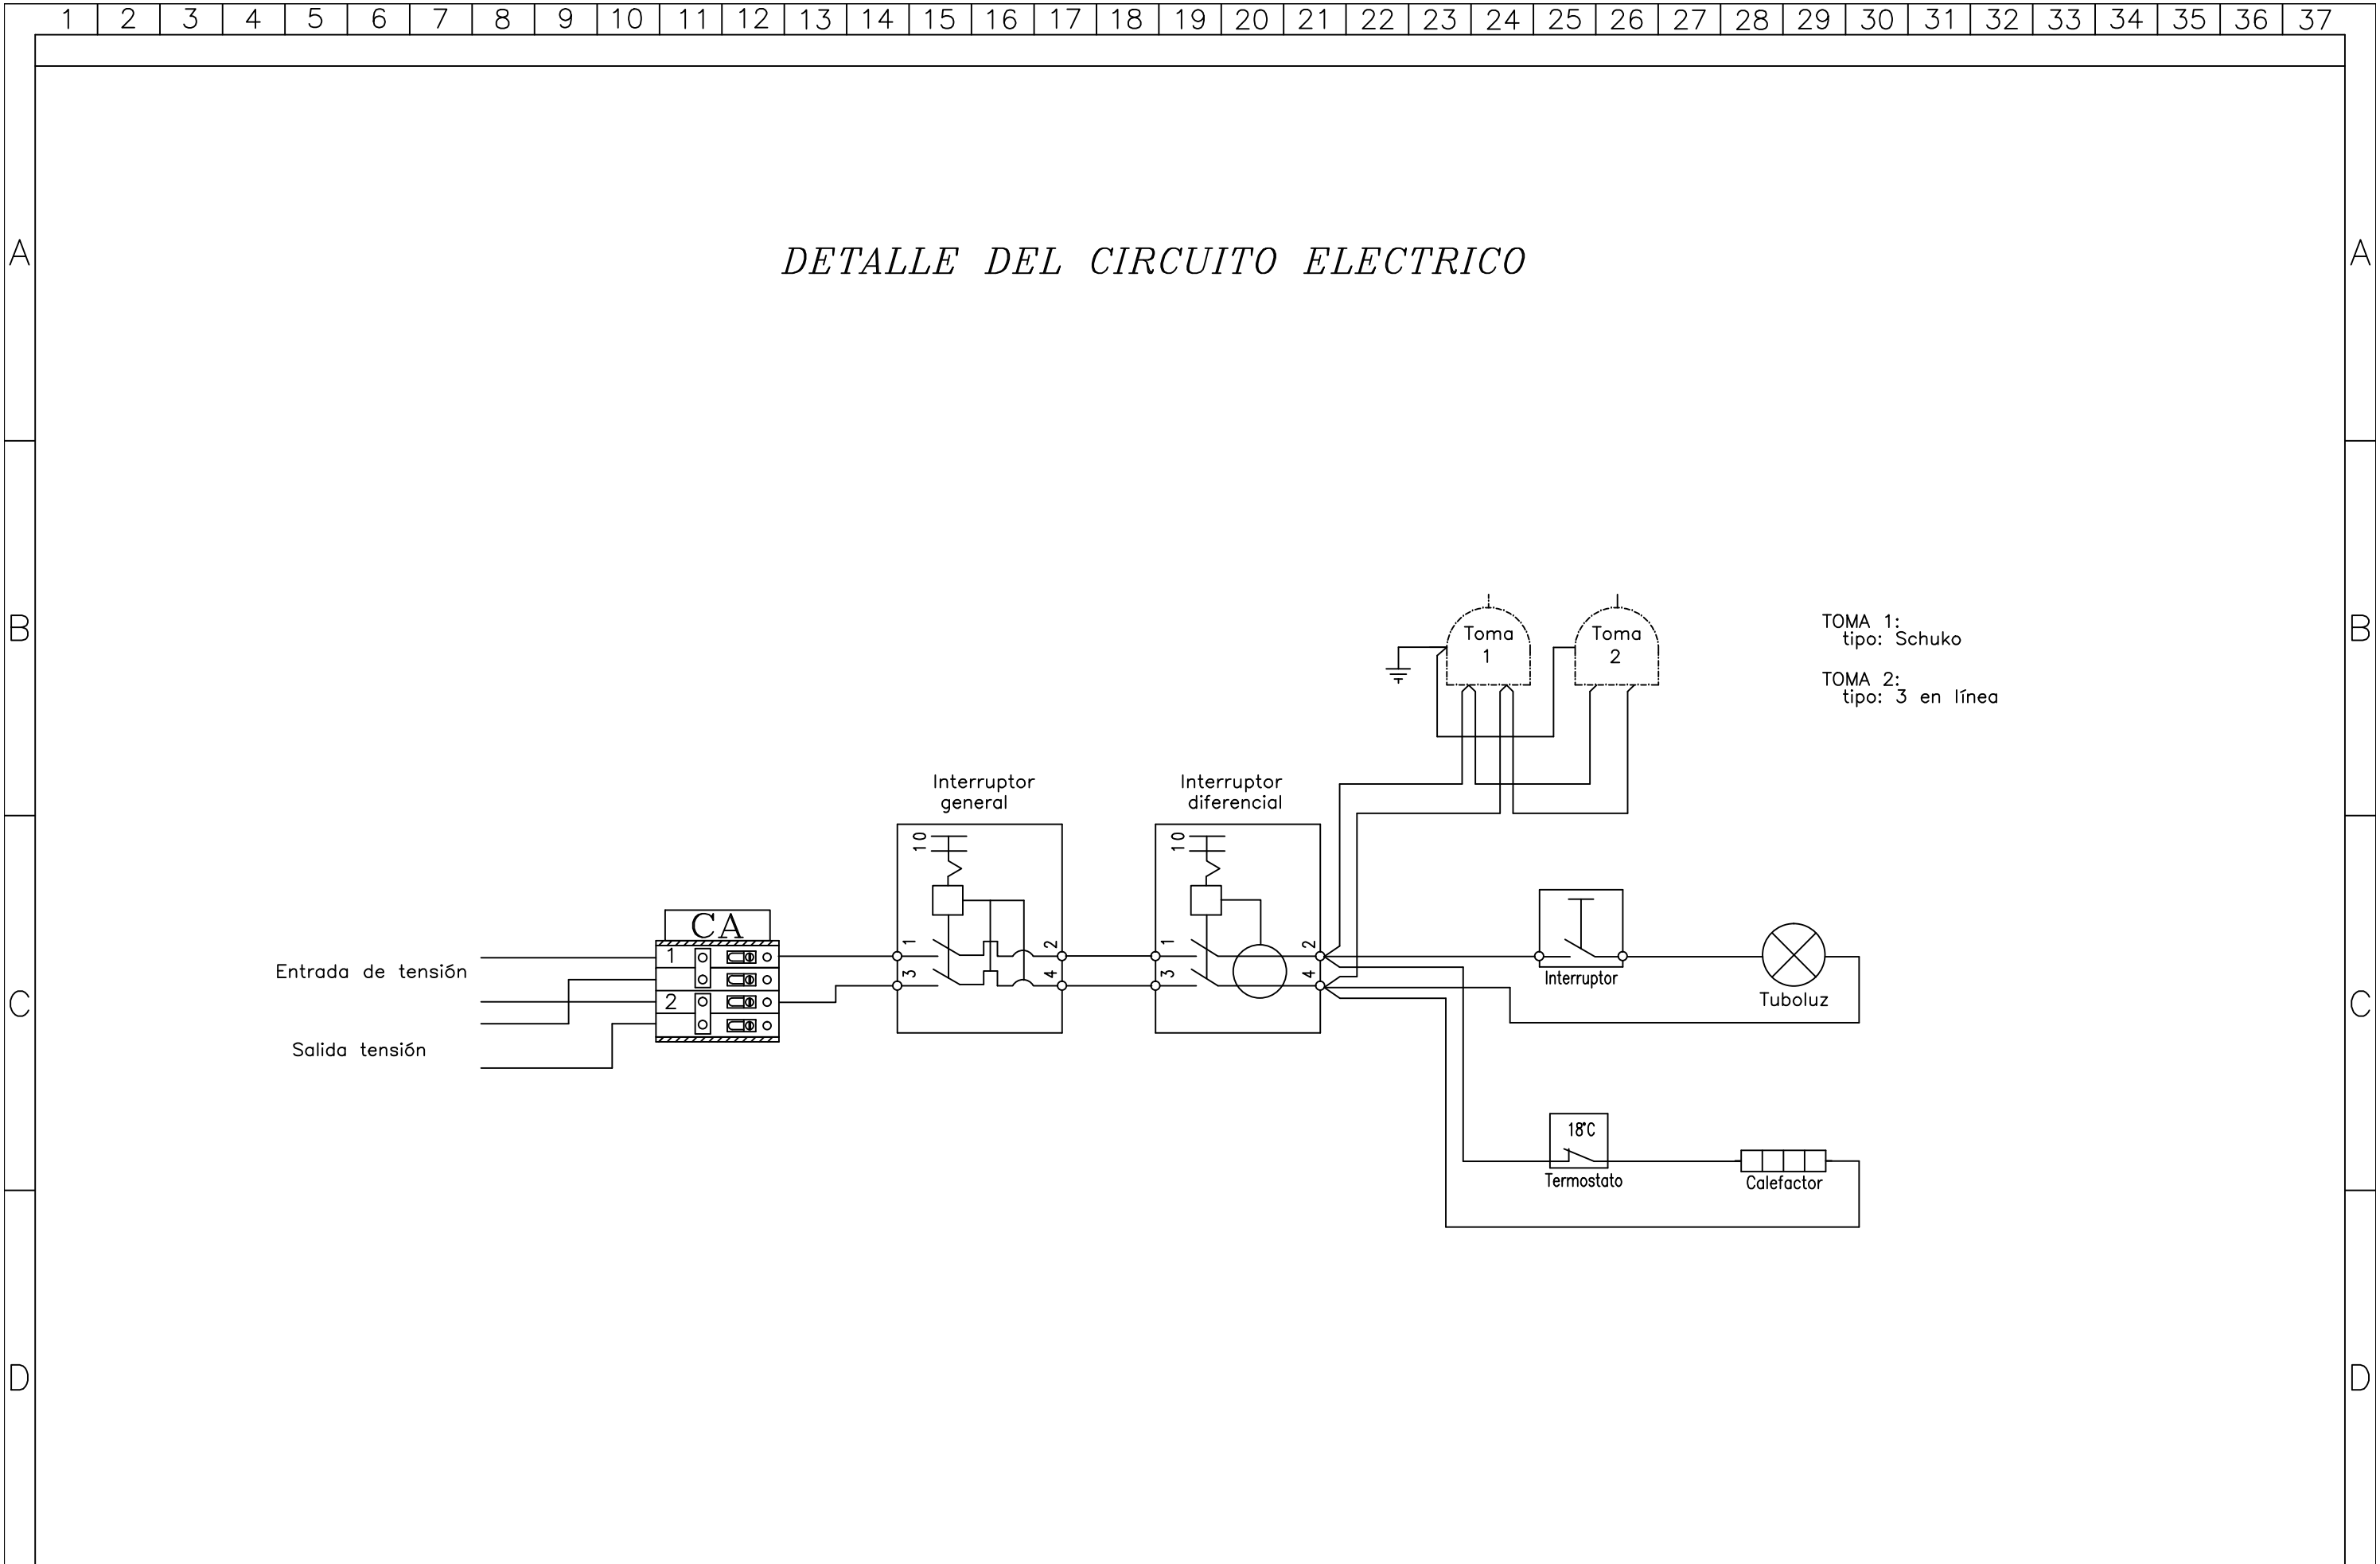 1 2 3 4 5 6 7 8 9 10 11 12 13 14 15 16 17 18 19 20 21 22 23 24 25 26 27 28 29 30 31 32 33 34 35 36 37
A A
DETALLE DEL CIRCUITO ELECTRICO
B B
Toma
1
Toma
2
TOMA 1:
tipo: Schuko
TOMA 2:
tipo: 3 en línea
Interruptor
general
Interruptor
diferencial
10
10
CA
1
2
Entrada de tensión
Salida tensión
1
3
2
4
1
3
2
4
Interruptor
Tuboluz
C C
18°C
Termostato
Calefactor
D D